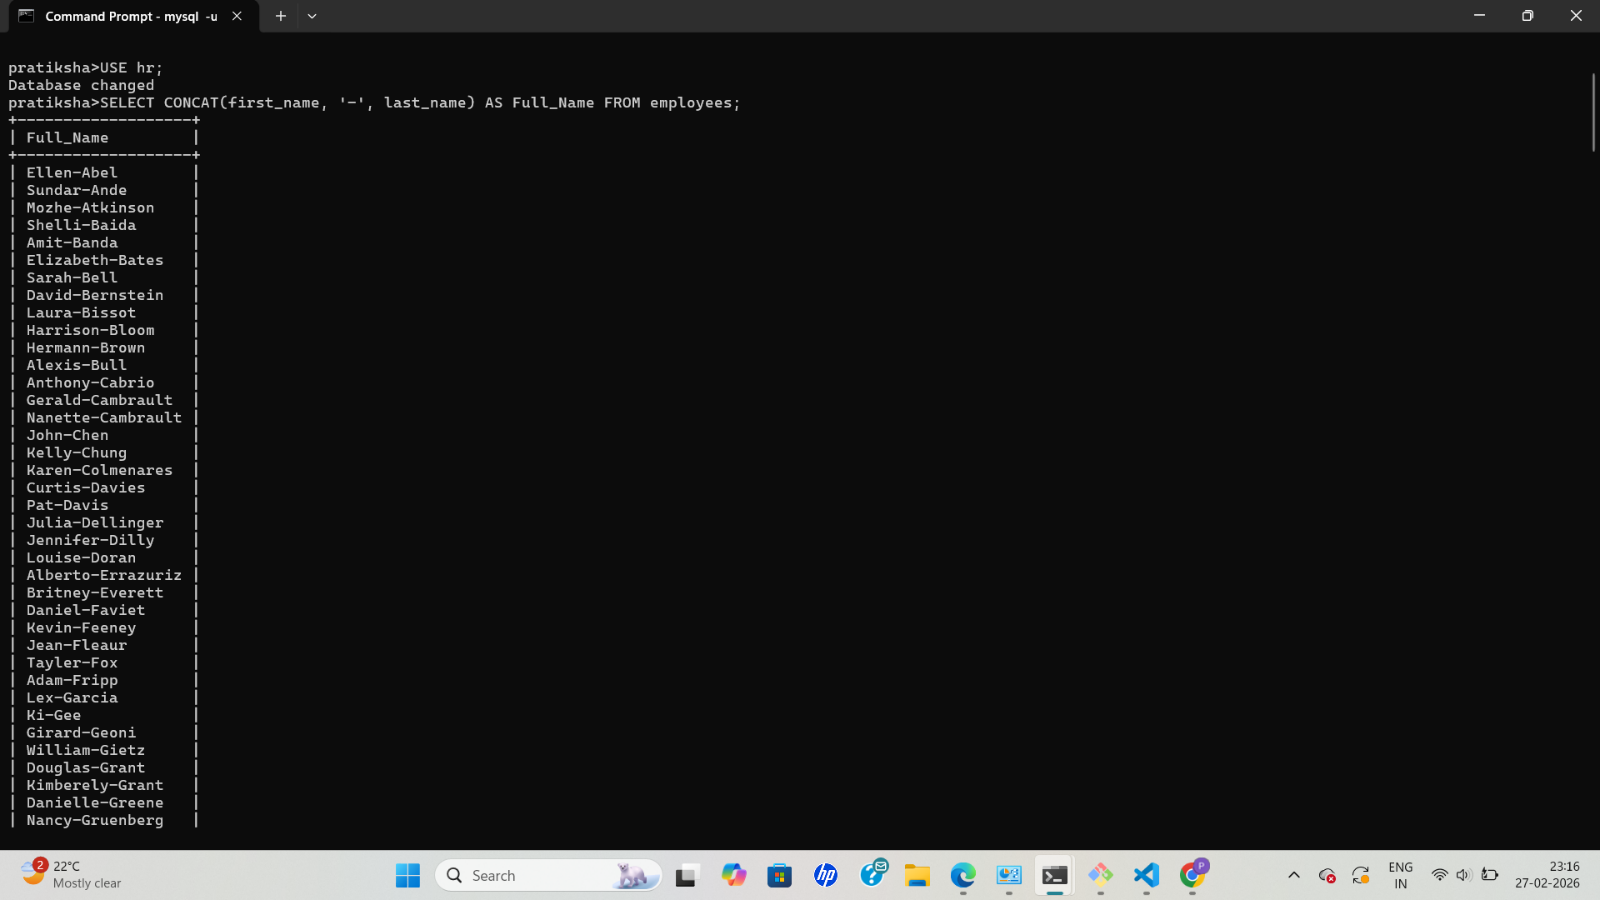 Command Prompt - mysql -u
pratiksha>USE hr;
Database changed
pratiksha>SELECT CONCAT(first_name, '-', last_name) AS Full_Name FROM employees;
+-------------------+
| Full_Name         |
+-------------------+
| Ellen-Abel        |
| Sundar-Ande       |
| Mozhe-Atkinson    |
| Shelli-Baida      |
| Amit-Banda        |
| Elizabeth-Bates   |
| Sarah-Bell        |
| David-Bernstein   |
| Laura-Bissot      |
| Harrison-Bloom    |
| Hermann-Brown     |
| Alexis-Bull       |
| Anthony-Cabrio    |
| Gerald-Cambrault  |
| Nanette-Cambrault |
| John-Chen         |
| Kelly-Chung       |
| Karen-Colmenares  |
| Curtis-Davies     |
| Pat-Davis         |
| Julia-Dellinger   |
| Jennifer-Dilly    |
| Louise-Doran      |
| Alberto-Errazuriz |
| Britney-Everett   |
| Daniel-Faviet     |
| Kevin-Feeney      |
| Jean-Fleaur       |
| Tayler-Fox        |
| Adam-Fripp        |
| Lex-Garcia        |
| Ki-Gee            |
| Girard-Geoni      |
| William-Gietz     |
| Douglas-Grant     |
| Kimberely-Grant   |
| Danielle-Greene   |
| Nancy-Gruenberg   |
2
22°C
Mostly clear
Search
hp
P
ENG
IN
23:16
27-02-2026